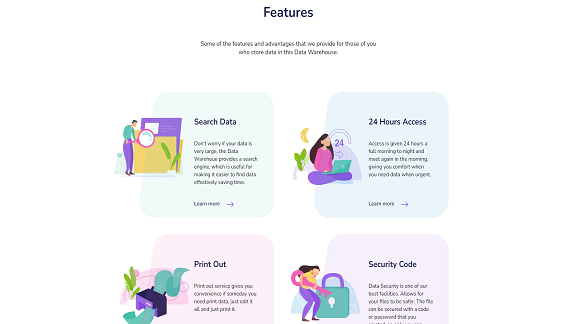 Features
Some of the features and advantages that we provide for those of you
who store data in this Data Warehouse.
Search Data
Don't worry if your data is
very large, the Data
Warehoue provides a search
engine, which is useful for
making it easier to find data
effectively saving time.
Learn more
24 Hours Access
24
Access is given 24 hours a
full morning to night and
meet again in the morning,
giving you comfort when
you need data when urgent.
Learn more
Print Out
Print out service gives you
convenience if someday you
need print data, just edit it
all and just print it.
Security Code
Data Security is one of our
best facilities. Allows for
your files to be safer. The file
can be secured with a code
or password that you